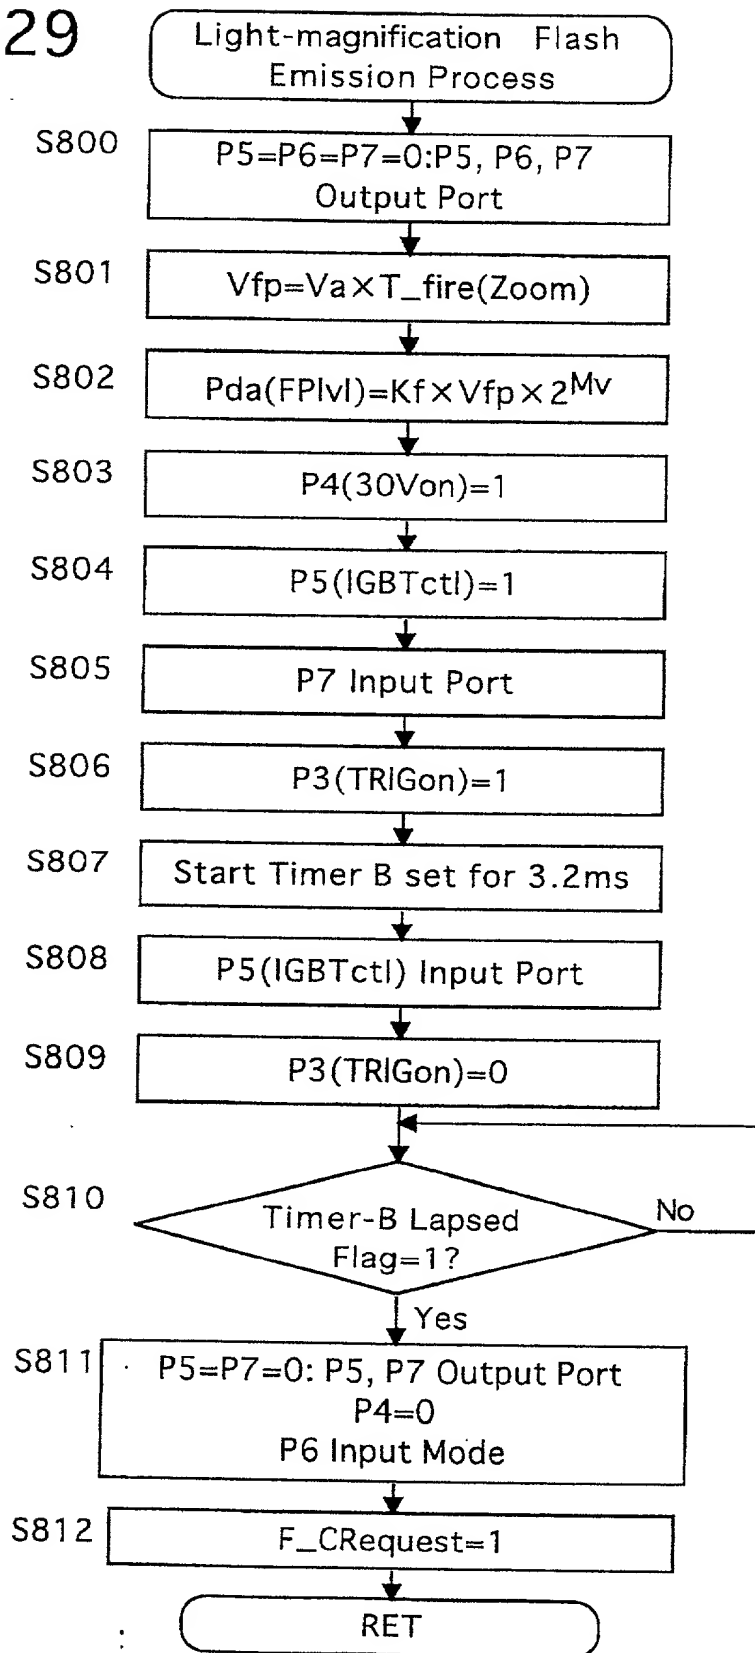 29
Light-magnification Flash
Emission Process
S800
P5=P6=P7=0:P5, P6, P7
Output Port
S801
Vfp=Va×T_fire(Zoom)
S802
Pda(FPlvl)=Kf×Vfp×2^Mv
S803
P4(30Von)=1
S804
P5(IGBTctl)=1
S805
P7 Input Port
S806
P3(TRIGon)=1
S807
Start Timer B set for 3.2ms
S808
P5(IGBTctl) Input Port
S809
P3(TRIGon)=0
S810
Timer-B Lapsed
Flag=1?
No
Yes
S811
P5=P7=0: P5, P7 Output Port
P4=0
P6 Input Mode
S812
F_CRequest=1
RET